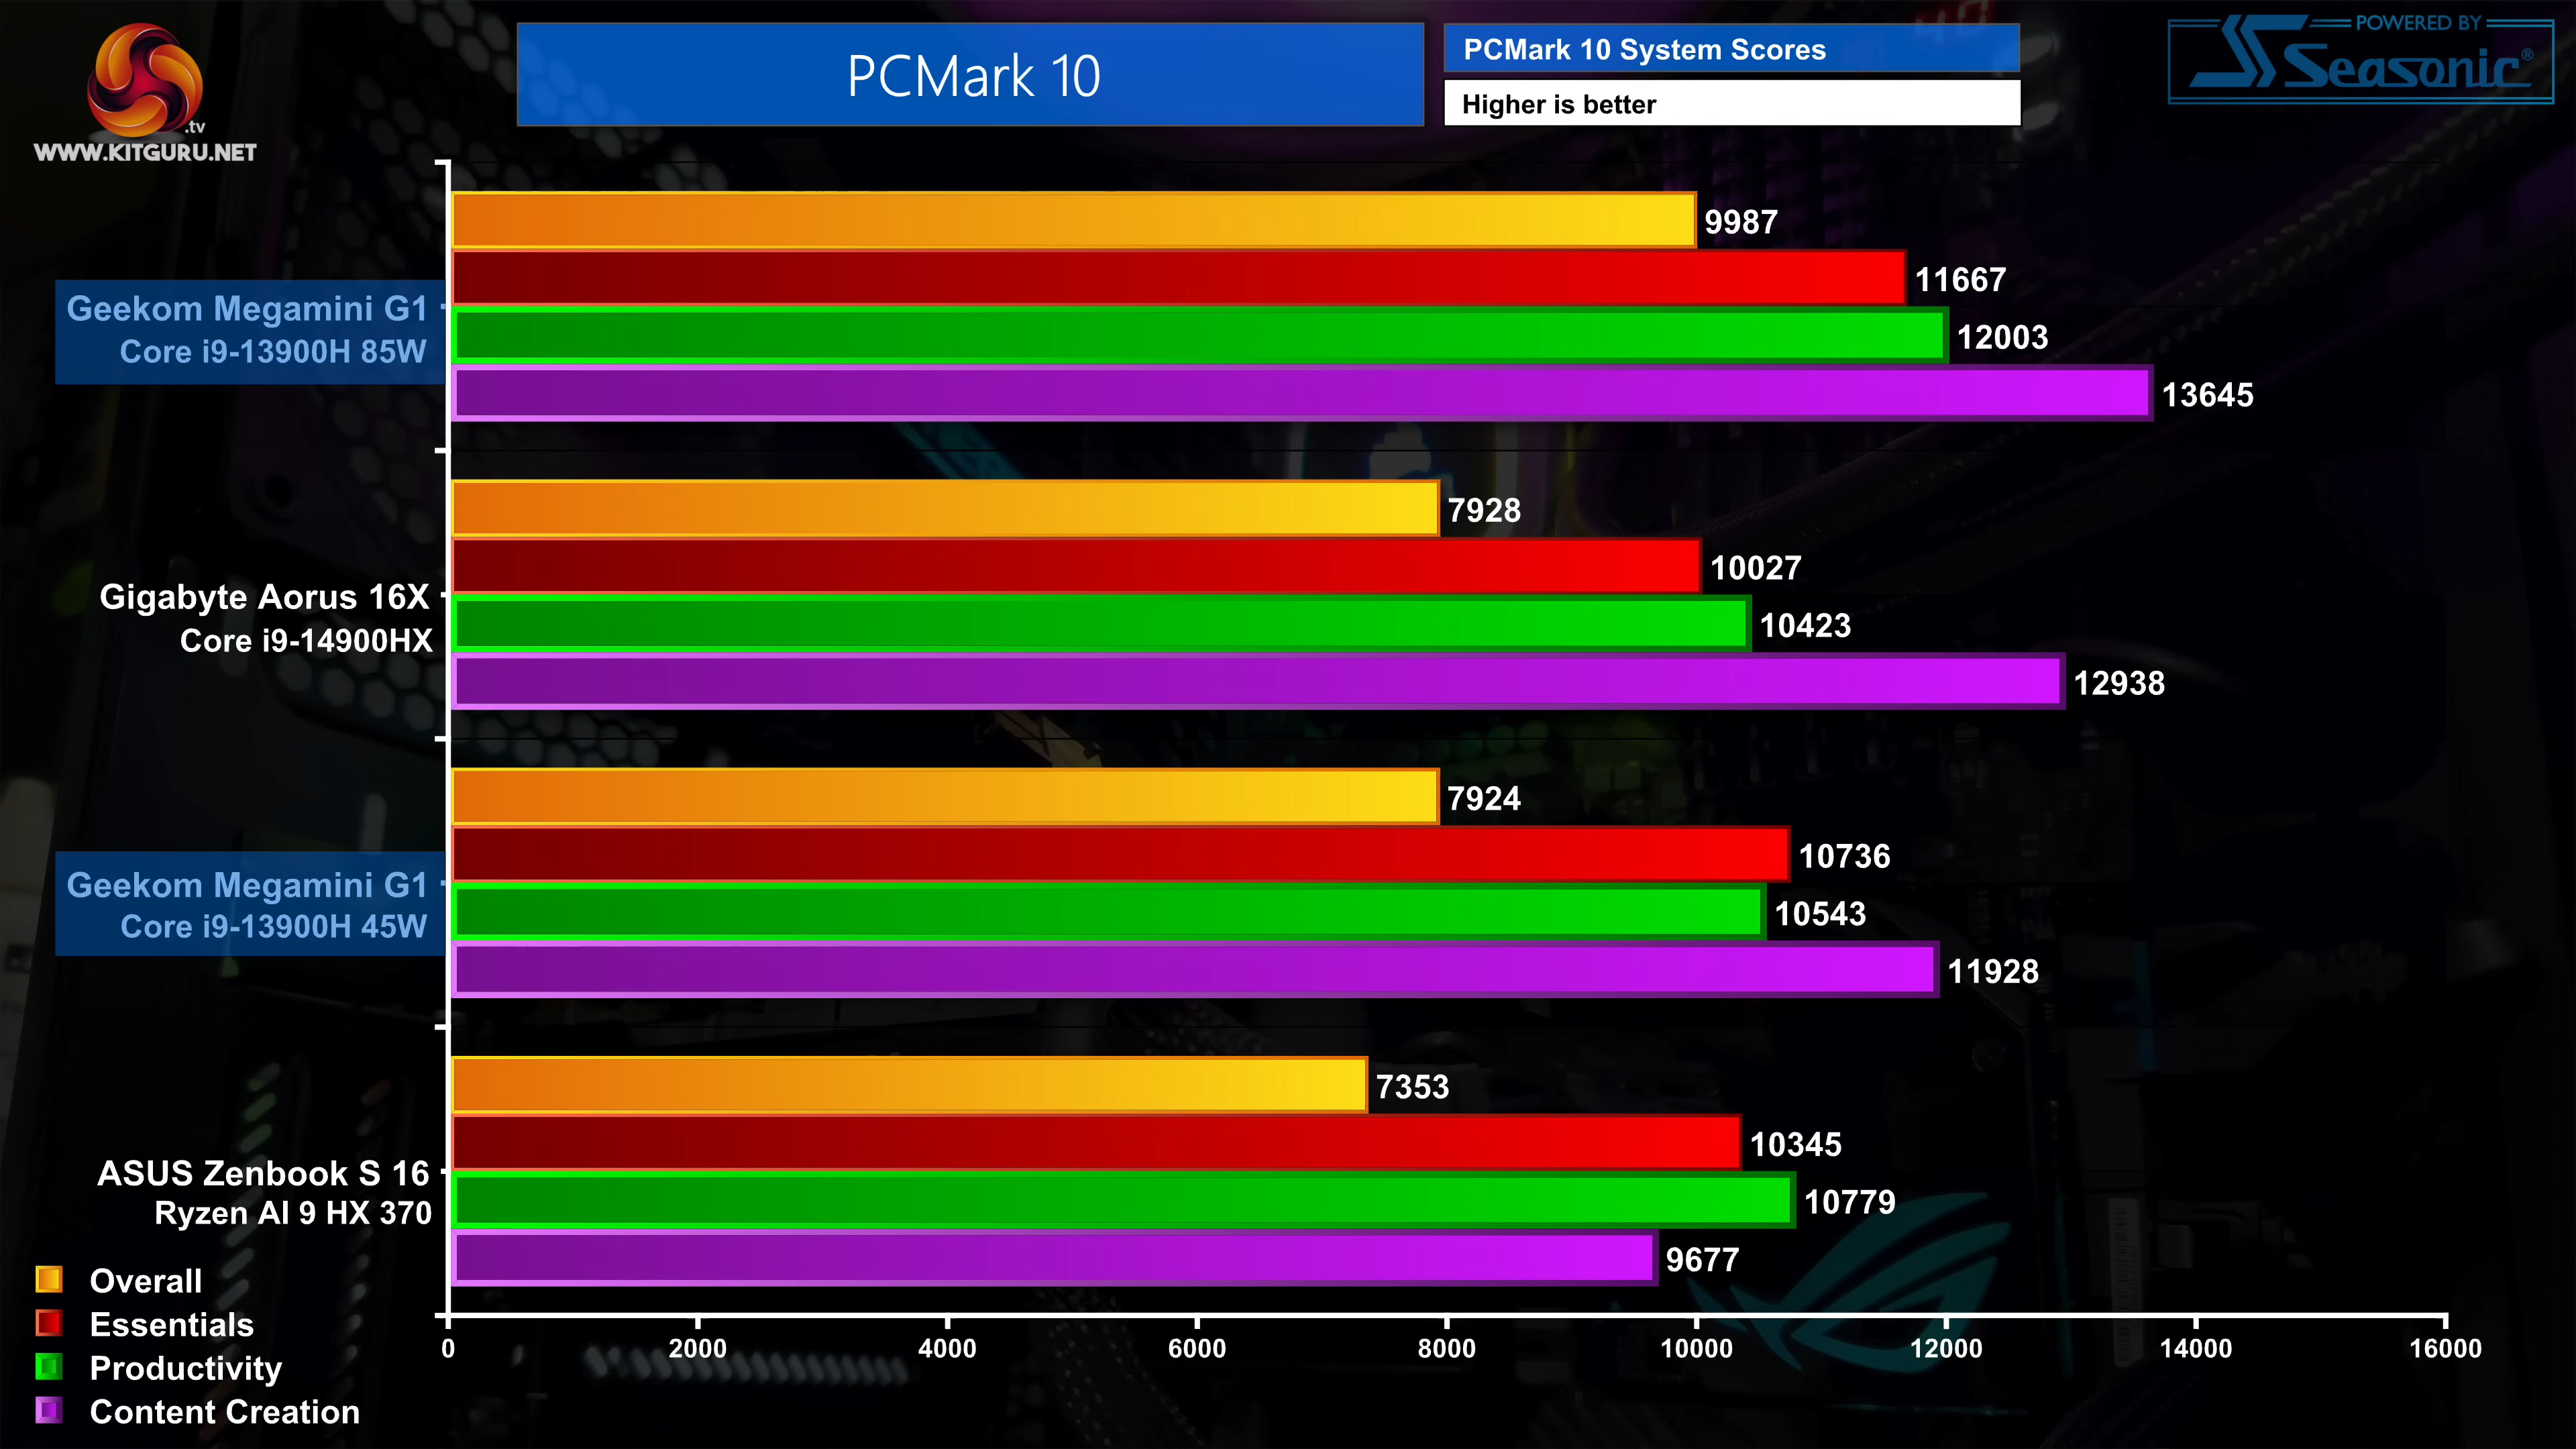 .tv
WWW.KITGURU.NET
PCMark 10
PCMark 10 System Scores
Higher is better
POWERED BY
Seasonic®
Geekom Megamini G1
Core i9-13900H 85W
9987
11667
12003
13645
Gigabyte Aorus 16X
Core i9-14900HX
7928
10027
10423
12938
Geekom Megamini G1
Core i9-13900H 45W
7924
10736
10543
11928
ASUS Zenbook S 16
Ryzen AI 9 HX 370
7353
10345
10779
9677
Overall
Essentials
Productivity
Content Creation
0 2000 4000 6000 8000 10000 12000 14000 16000